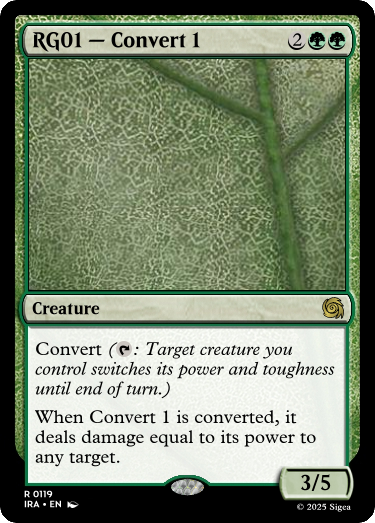 RG01 — Convert 1 2
Creature
Convert (: Target creature you
control switches its power and toughness
until end of turn.)
When Convert 1 is converted, it
deals damage equal to its power to
any target.
3/5
R 0119
IRA • EN
© 2025 Sigea